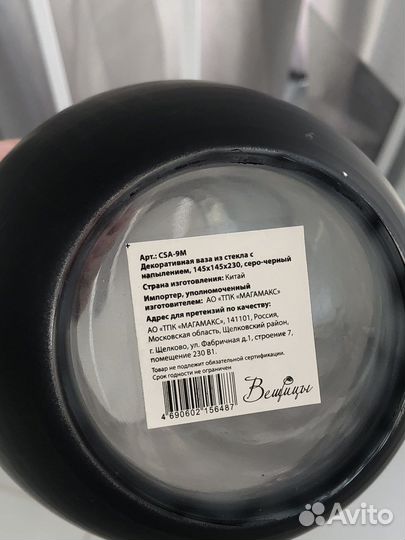 Арт.: CSA-9M
Декоративная ваза из стекла с
напылением, 145х145х230, серо-черный
Страна изготовления: Китай
Импортер, уполномоченный
изготовителем: АО «ТПК «МАГАМАКС»
Адрес для претензий по качеству:
АО «ТПК «МАГАМАКС», 141101, Россия,
Московская область, Щелковский район,
г. Щелково, ул. Фабричная д.1, строение 7,
помещение 230 В1.
Товар не подлежит обязательной сертификации.
Срок годности не ограничен
4 690602 156487
Вещицы
Avito